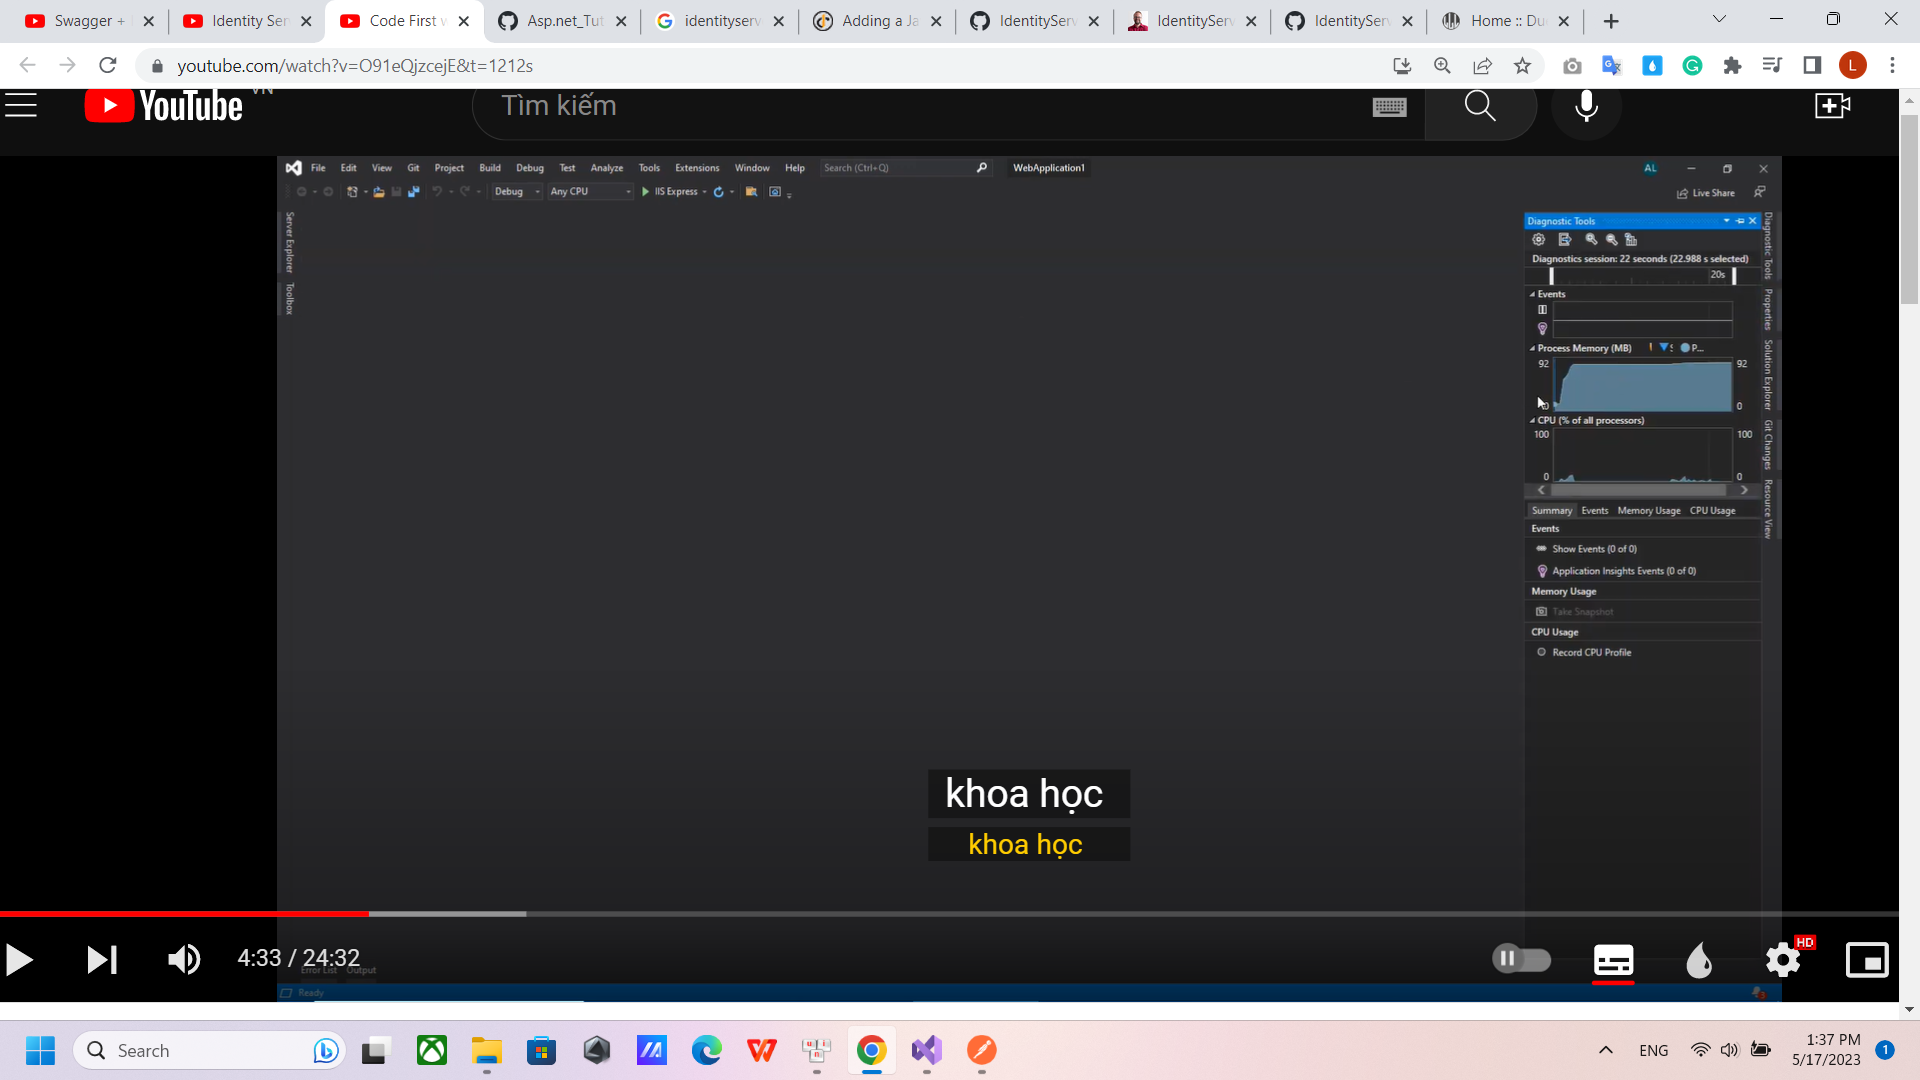 Swagger +
Identity Ser
Code First v
Asp.net_Tut
identityserv
Adding a Ja
IdentityServ
IdentityServ
IdentityServ
Home :: Du
youtube.com/watch?v=O91eQjzcejE&t=1212s
L
YouTube VN
Tìm kiếm
File Edit View Git Project Build Debug Test Analyze Tools Extensions Window Help Search (Ctrl+Q) WebApplication1 AL
Debug Any CPU IIS Express Live Share
Server Explorer
Toolbox
Diagnostic Tools
Diagnostics session: 22 seconds (22.988 s selected)
20s
Events
Process Memory (MB) P...
92 92
0 0
CPU (% of all processors)
100 100
0 0
Summary Events Memory Usage CPU Usage
Events
Show Events (0 of 0)
Application Insights Events (0 of 0)
Memory Usage
Take Snapshot
CPU Usage
Record CPU Profile
Diagnostic Tools
Properties
Solution Explorer
Git Changes
Resource View
khoa học
khoa học
4:33 / 24:32
HD
Error List Output
Ready
Search
ENG
1:37 PM
5/17/2023
1